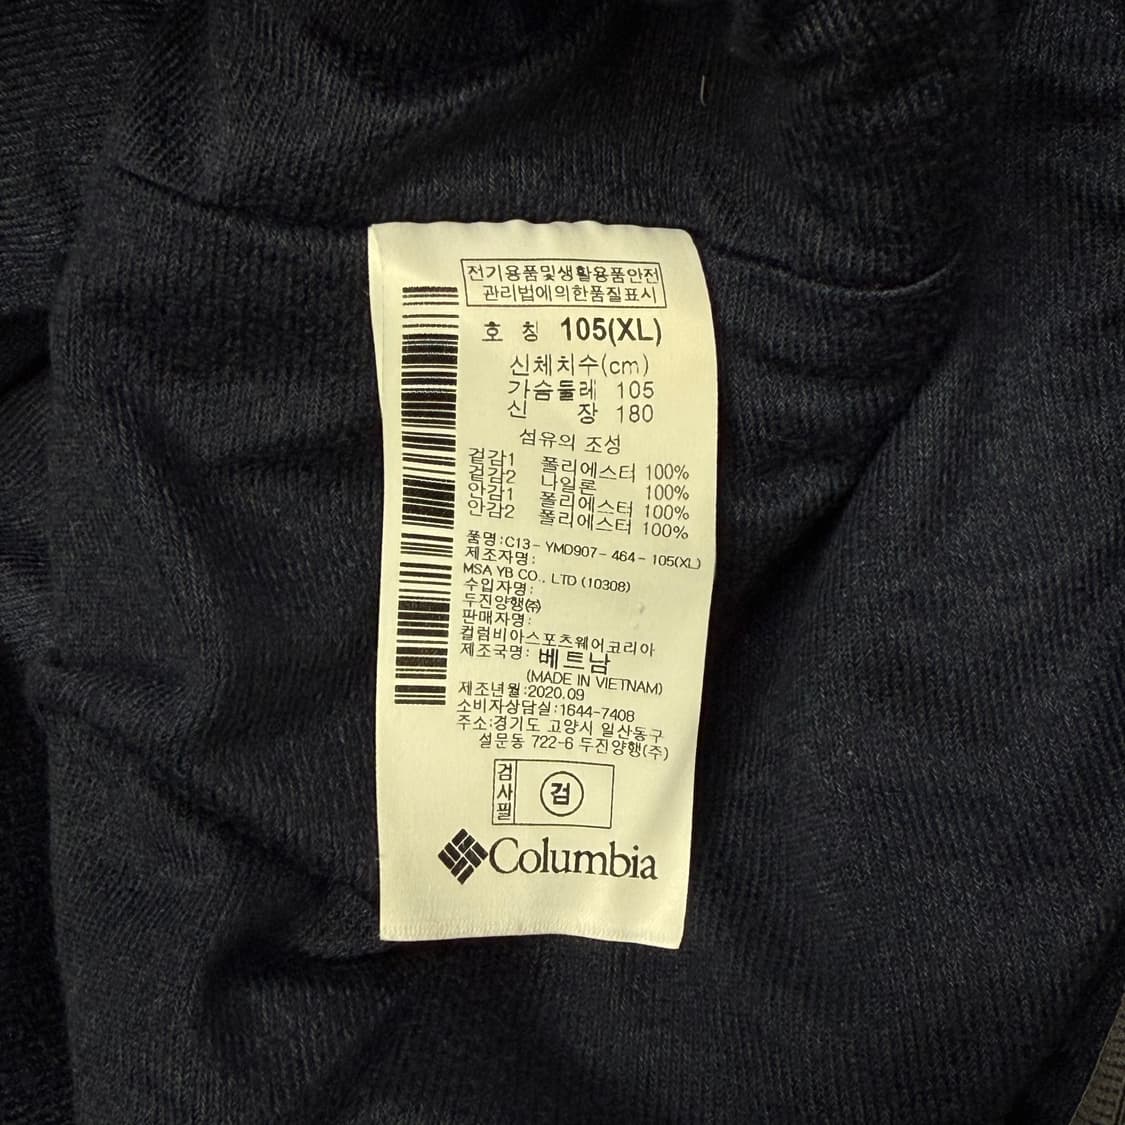 전기용품및생활용품안전
관리법에의한품질표시
호 칭 105(XL)
신체치수(cm)
가슴둘레 105
신 장 180
섬유의 조성
겉감1 폴리에스터 100%
겉감2 나일론 100%
안감1 폴리에스터 100%
안감2 폴리에스터 100%
품명:C13- YMD907- 464- 105(XL)
제조자명:
MSA YB CO., LTD (10308)
수입자명:
두진양행㈜
판매자명:
컬럼비아스포츠웨어코리아
제조국명: 베트남
(MADE IN VIETNAM)
제조년월:2020.09
소비자상담실:1644-7408
주소:경기도 고양시 일산동구
설문동 722-6 두진양행(주)
검사필 검
Columbia